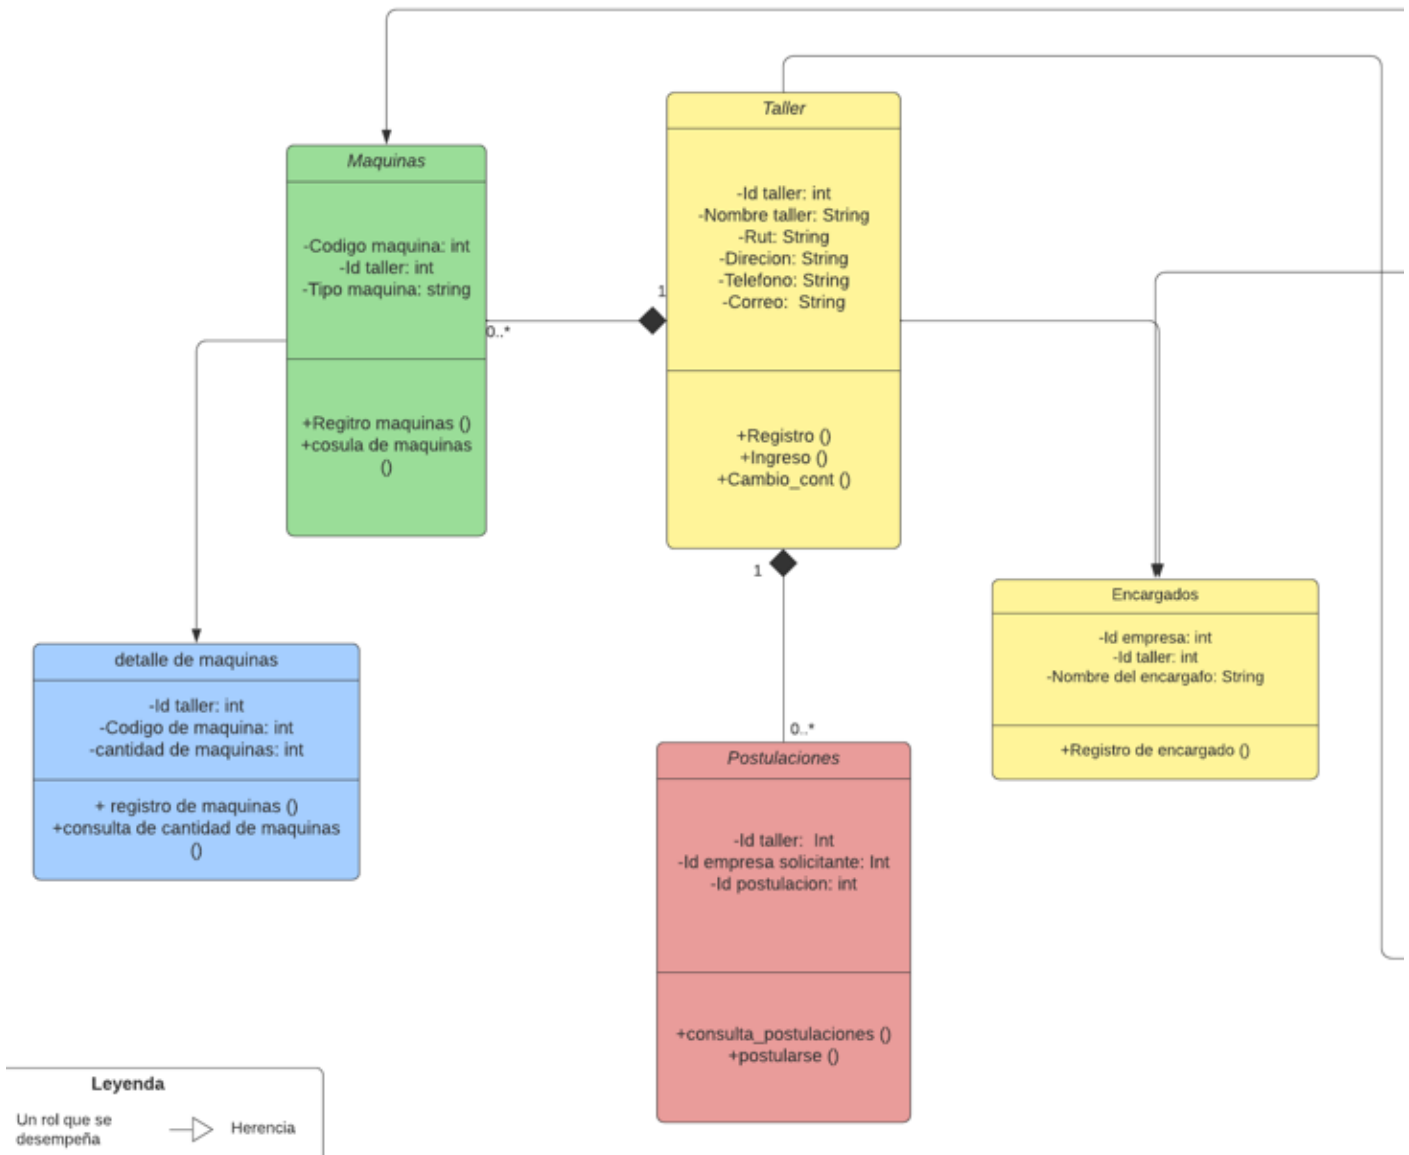 Taller
-Id taller: int
-Nombre taller: String
-Rut: String
-Direcion: String
-Telefono: String
-Correo:  String
+Registro ()
+Ingreso ()
+Cambio_cont ()
Maquinas
-Codigo maquina: int
-Id taller: int
-Tipo maquina: string
+Regitro maquinas ()
+cosula de maquinas
()
1
0..*
1
0..*
Encargados
-Id empresa: int
-Id taller: int
-Nombre del encargafo: String
+Registro de encargado ()
detalle de maquinas
-Id taller: int
-Codigo de maquina: int
-cantidad de maquinas: int
+ registro de maquinas ()
+consulta de cantidad de maquinas
()
Postulaciones
-Id taller:  Int
-Id empresa solicitante: Int
-Id postulacion: int
+consulta_postulaciones ()
+postularse ()
Leyenda
Un rol que se
desempeña
Herencia